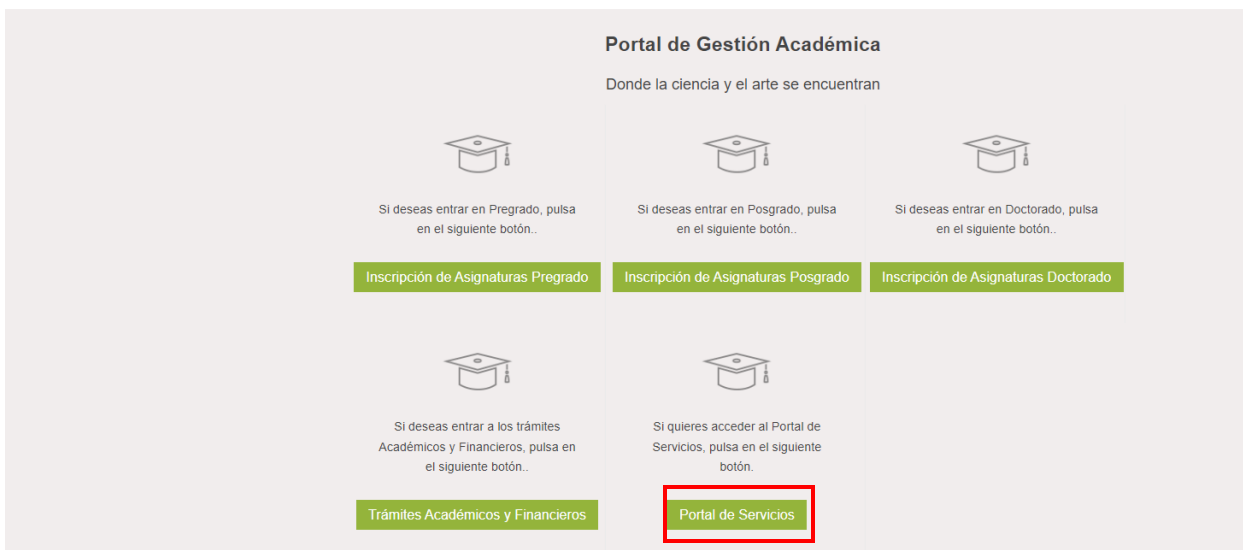 Portal de Gestión Académica
Donde la ciencia y el arte se encuentran
Si deseas entrar en Pregrado, pulsa
en el siguiente botón..
Inscripción de Asignaturas Pregrado
Si deseas entrar en Posgrado, pulsa
en el siguiente botón..
Inscripción de Asignaturas Posgrado
Si deseas entrar en Doctorado, pulsa
en el siguiente botón..
Inscripción de Asignaturas Doctorado
Si deseas entrar a los trámites
Académicos y Financieros, pulsa en
el siguiente botón..
Trámites Académicos y Financieros
Si quieres acceder al Portal de
Servicios, pulsa en el siguiente
botón.
Portal de Servicios